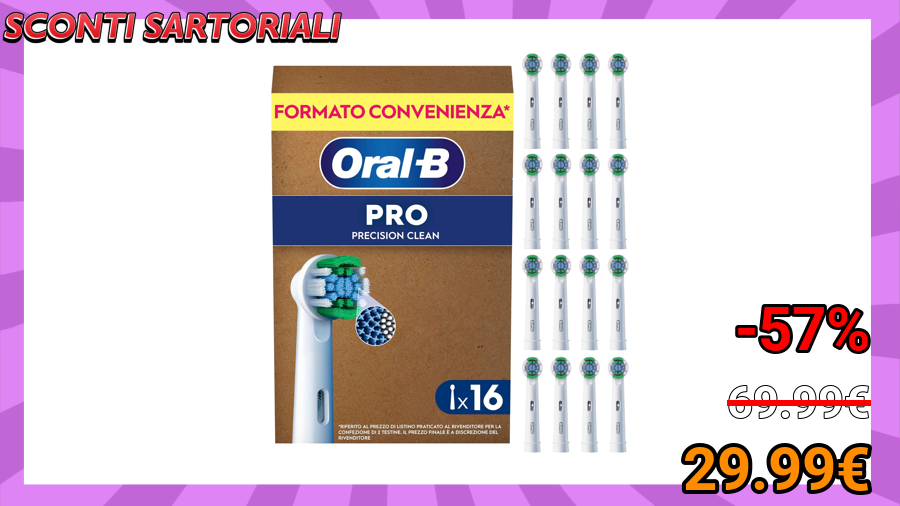 SCONTI SARTORIALI
FORMATO CONVENIENZA*
Oral-B
PRO
PRECISION CLEAN
x16
*RIFERITO AL PREZZO DI LISTINO PRATICATO AL RIVENDITORE PER LA
CONFEZIONE DI 2 TESTINE. IL PREZZO FINALE È A DISCREZIONE DEL
RIVENDITORE
-57%
69.99€
29.99€